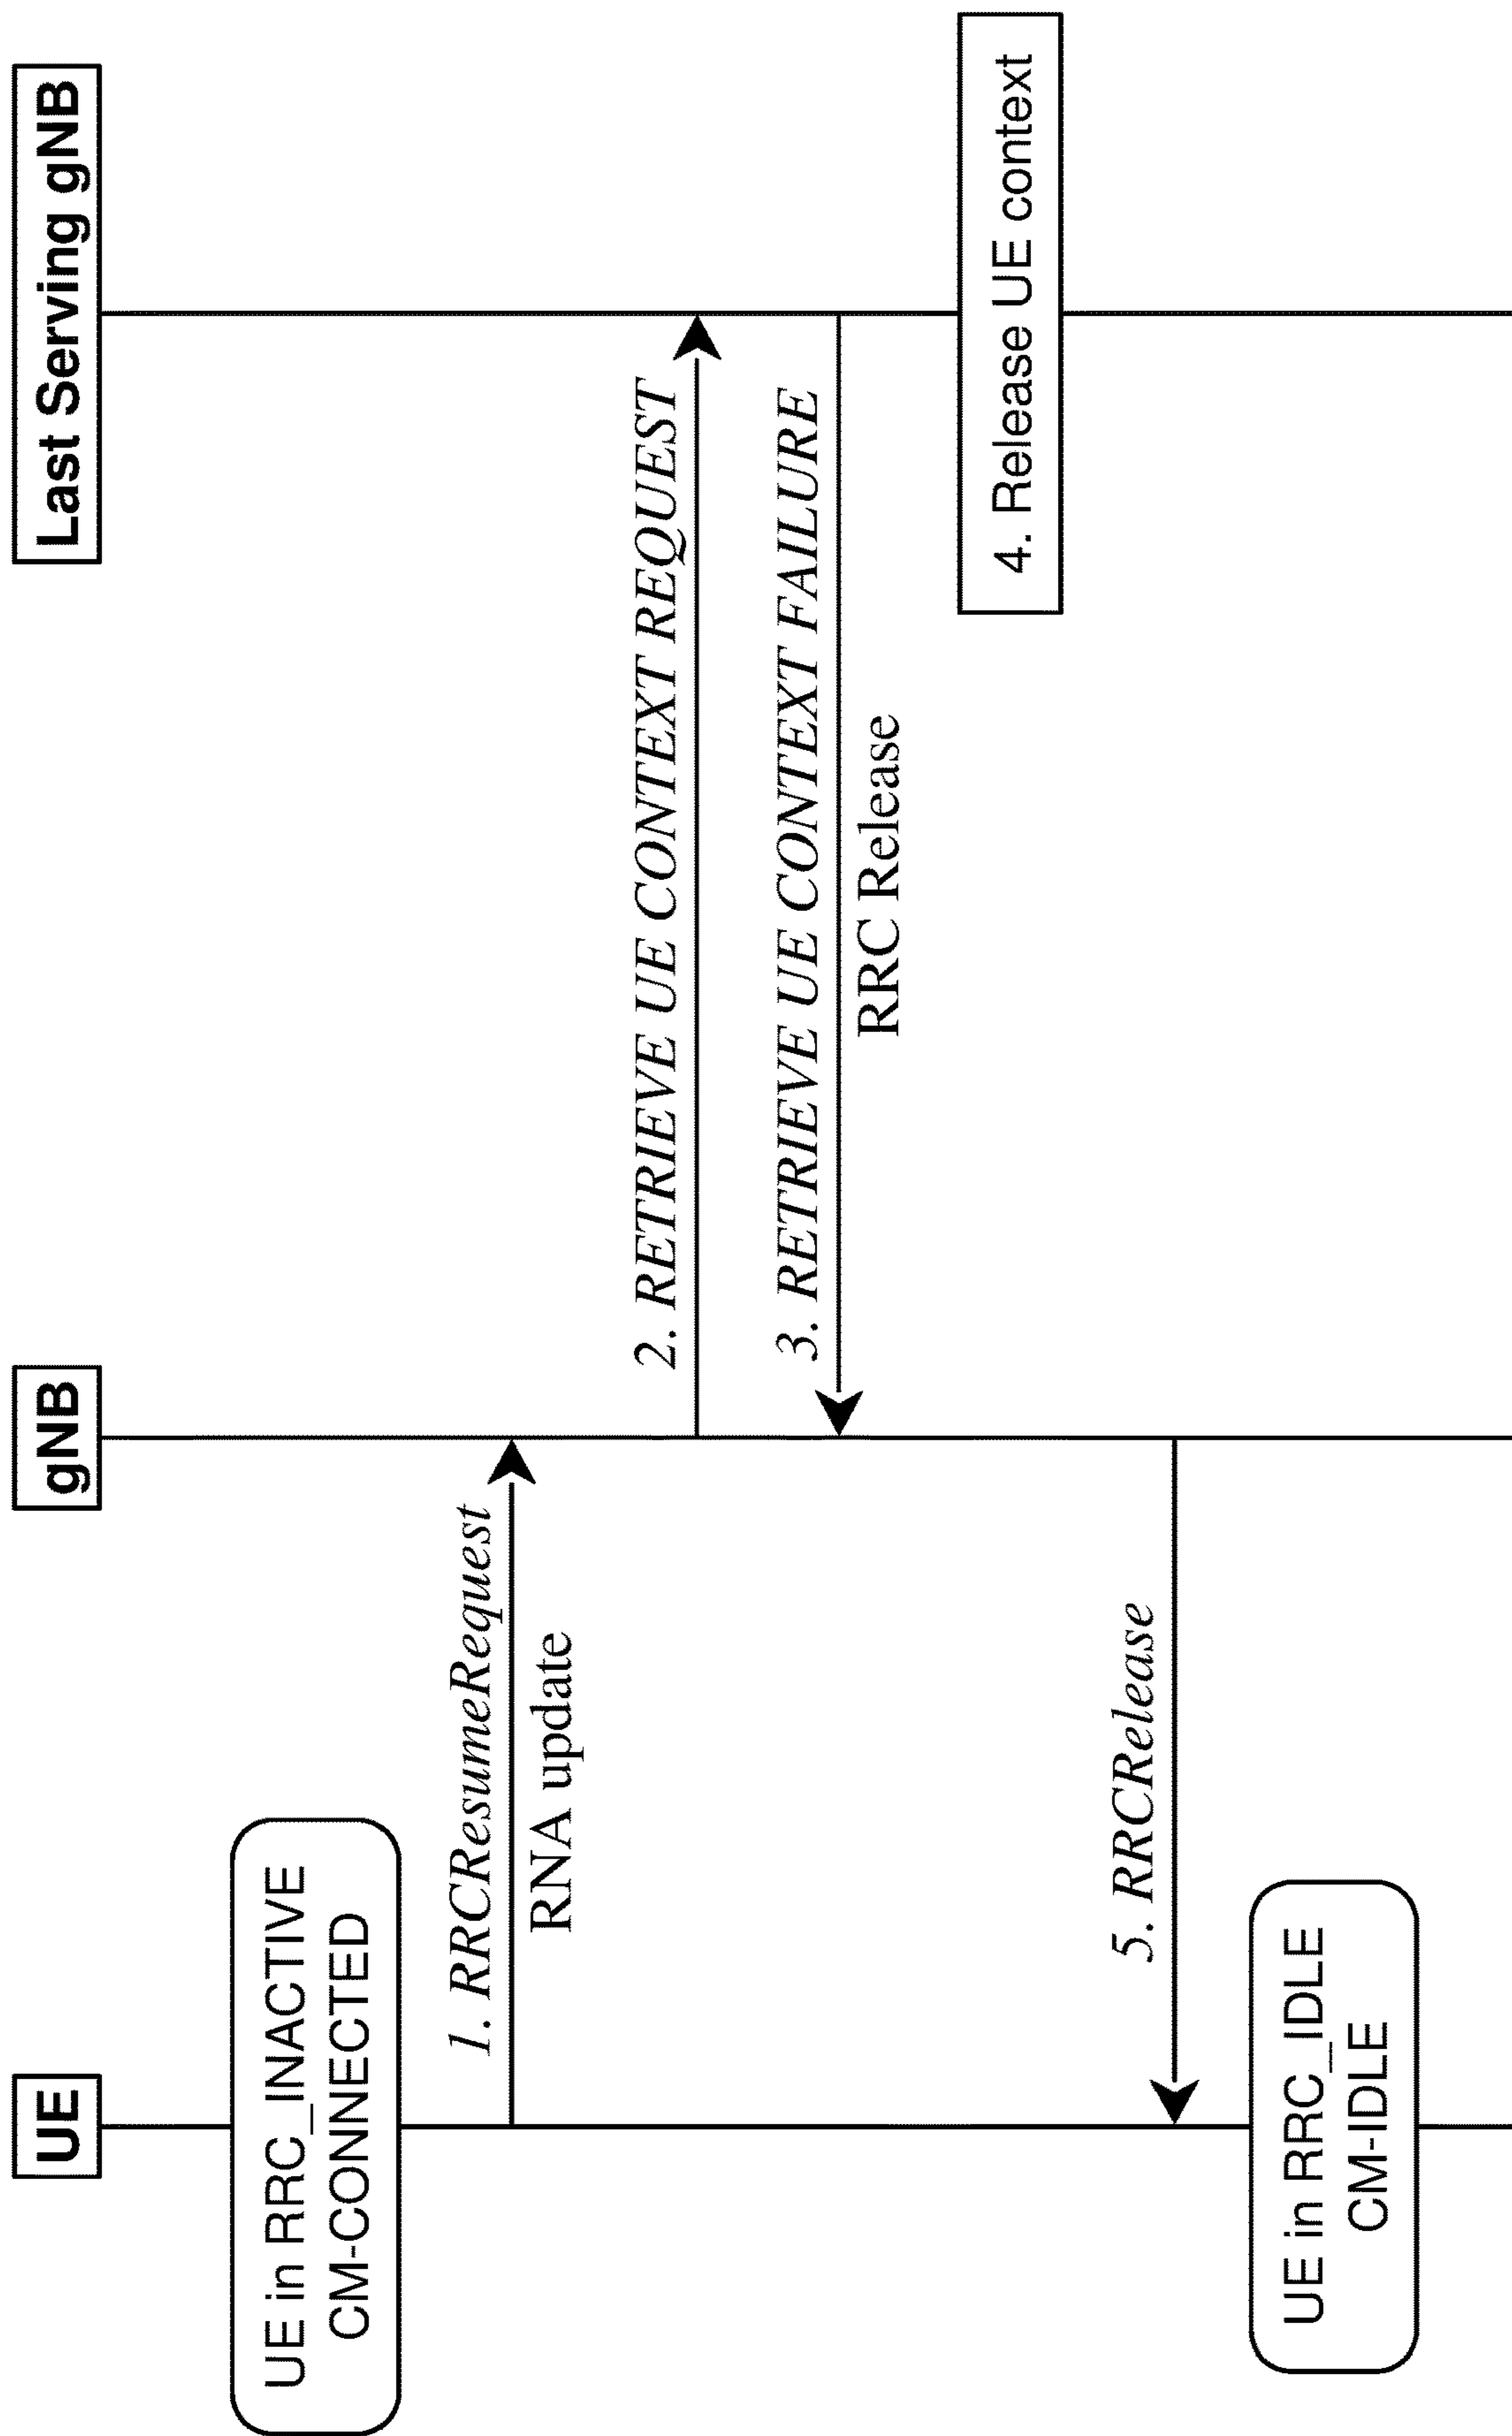 UE
gNB
Last Serving gNB
UE in RRC_INACTIVE
CM-CONNECTED
1. RRCResumeRequest
RNA update
2. RETRIEVE UE CONTEXT REQUEST
3. RETRIEVE UE CONTEXT FAILURE
RRC Release
4. Release UE context
5. RRCRelease
UE in RRC_IDLE
CM-IDLE